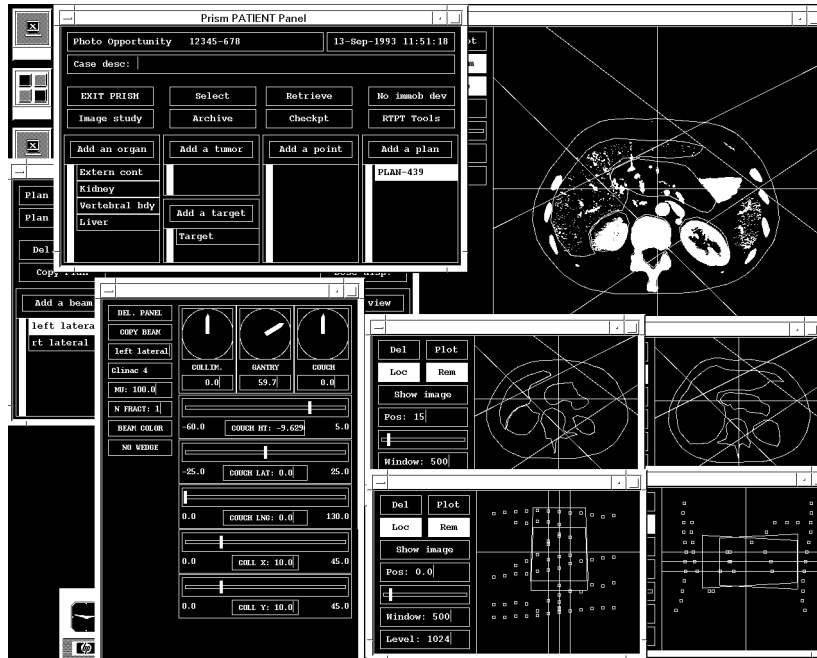 Prism PATIENT Panel
Photo Opportunity 12345-678
13-Sep-1993 11:51:18
Case desc:
EXIT PRISM
Select
Retrieve
No immob dev
Image study
Archive
Checkpt
RTPT Tools
Add an organ
Add a tumor
Add a point
Add a plan
Extern cont
Kidney
Vertebral bdy
Liver
Add a target
Target
PLAN-439
Plan
Plan
Del
Copy Plan
Add a beam
view
left latera
rt lateral
DEL. PANEL
COPY BEAM
left lateral
Clinac 4
MU: 100.0
N FRACT: 1
BEAM COLOR
NO WEDGE
COLLIM.
GANTRY
COUCH
0.0
59.7
0.0
-60.0
COUCH HT: -9.629
5.0
-25.0
COUCH LAT: 0.0
25.0
0.0
COUCH LNG: 0.0
130.0
0.0
COLL X: 10.0
45.0
0.0
COLL Y: 10.0
45.0
Del
Plot
Loc
Rem
Show image
Pos: 15
Window: 500
Del
Plot
Loc
Rem
Show image
Pos: 0.0
Window: 500
Level: 1024
hp